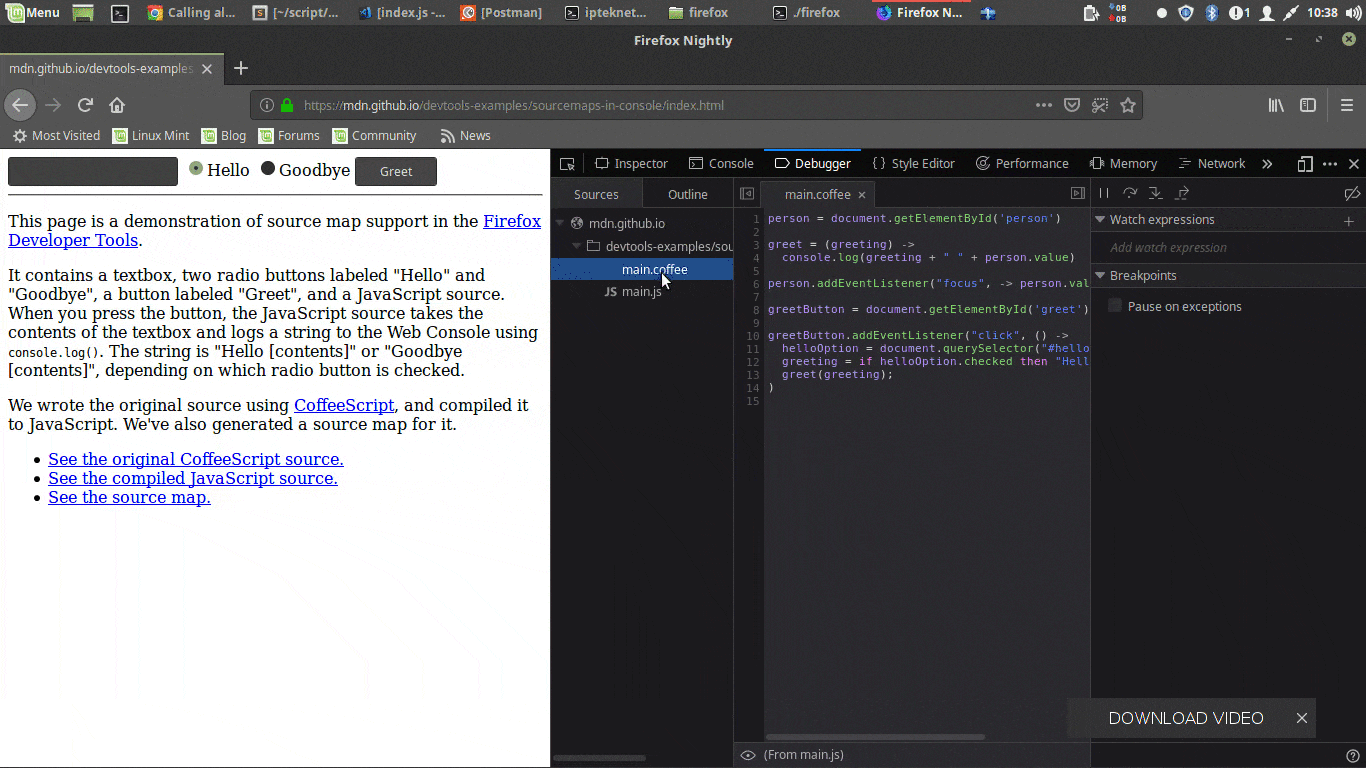 Menu
Calling al...
[~/script/...
[index.js -...
[Postman]
ipteknet...
firefox
./firefox
Firefox N...
0B
0B
1
10:38
Firefox Nightly
mdn.github.io/devtools-examples
https://mdn.github.io/devtools-examples/sourcemaps-in-console/index.html
Most Visited
Linux Mint
Blog
Forums
Community
News
Hello
Goodbye
Greet
This page is a demonstration of source map support in the Firefox
Developer Tools.
It contains a textbox, two radio buttons labeled "Hello" and
"Goodbye", a button labeled "Greet", and a JavaScript source.
When you press the button, the JavaScript source takes the
contents of the textbox and logs a string to the Web Console using
console.log(). The string is "Hello [contents]" or "Goodbye
[contents]", depending on which radio button is checked.
We wrote the original source using CoffeeScript, and compiled it
to JavaScript. We've also generated a source map for it.
• See the original CoffeeScript source.
• See the compiled JavaScript source.
• See the source map.
Inspector
Console
Debugger
{ } Style Editor
Performance
Memory
Network
Sources
Outline
mdn.github.io
devtools-examples/sou
main.coffee
JS main.js
main.coffee
1 person = document.getElementById('person')
2
3 greet = (greeting) ->
4 console.log(greeting + " " + person.value)
5
6 person.addEventListener("focus", -> person.val
7
8 greetButton = document.getElementById('greet')
9
10 greetButton.addEventListener("click", () ->
11 helloOption = document.querySelector("#hello
12 greeting = if helloOption.checked then "Hell
13 greet(greeting);
14 )
15
(From main.js)
Watch expressions
Add watch expression
Breakpoints
Pause on exceptions
DOWNLOAD VIDEO